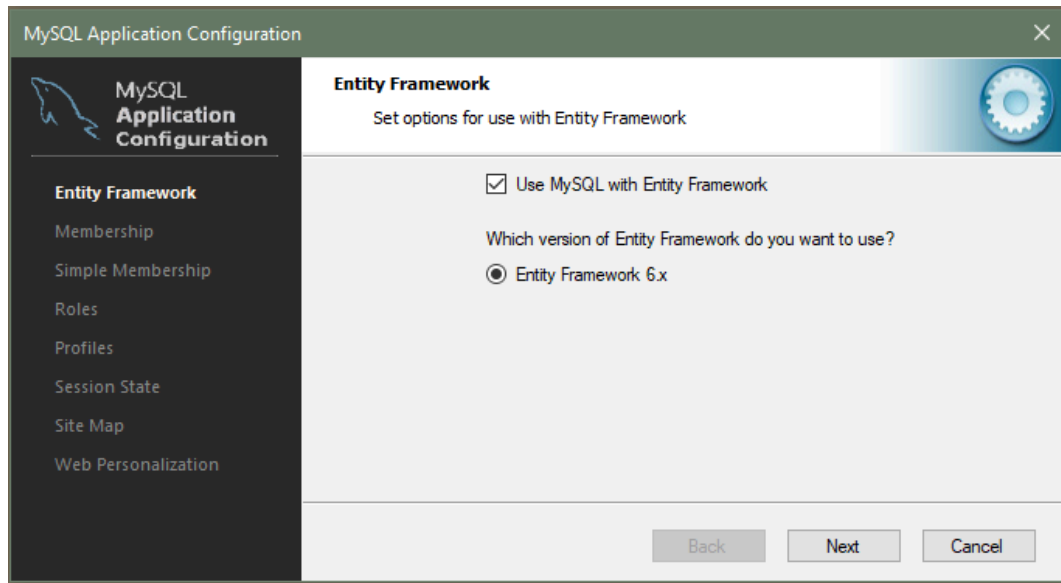 MySQL Application Configuration
MySQL
Application
Configuration
Entity Framework
Membership
Simple Membership
Roles
Profiles
Session State
Site Map
Web Personalization
Entity Framework
Set options for use with Entity Framework
Use MySQL with Entity Framework
Which version of Entity Framework do you want to use?
Entity Framework 6.x
Back Next Cancel